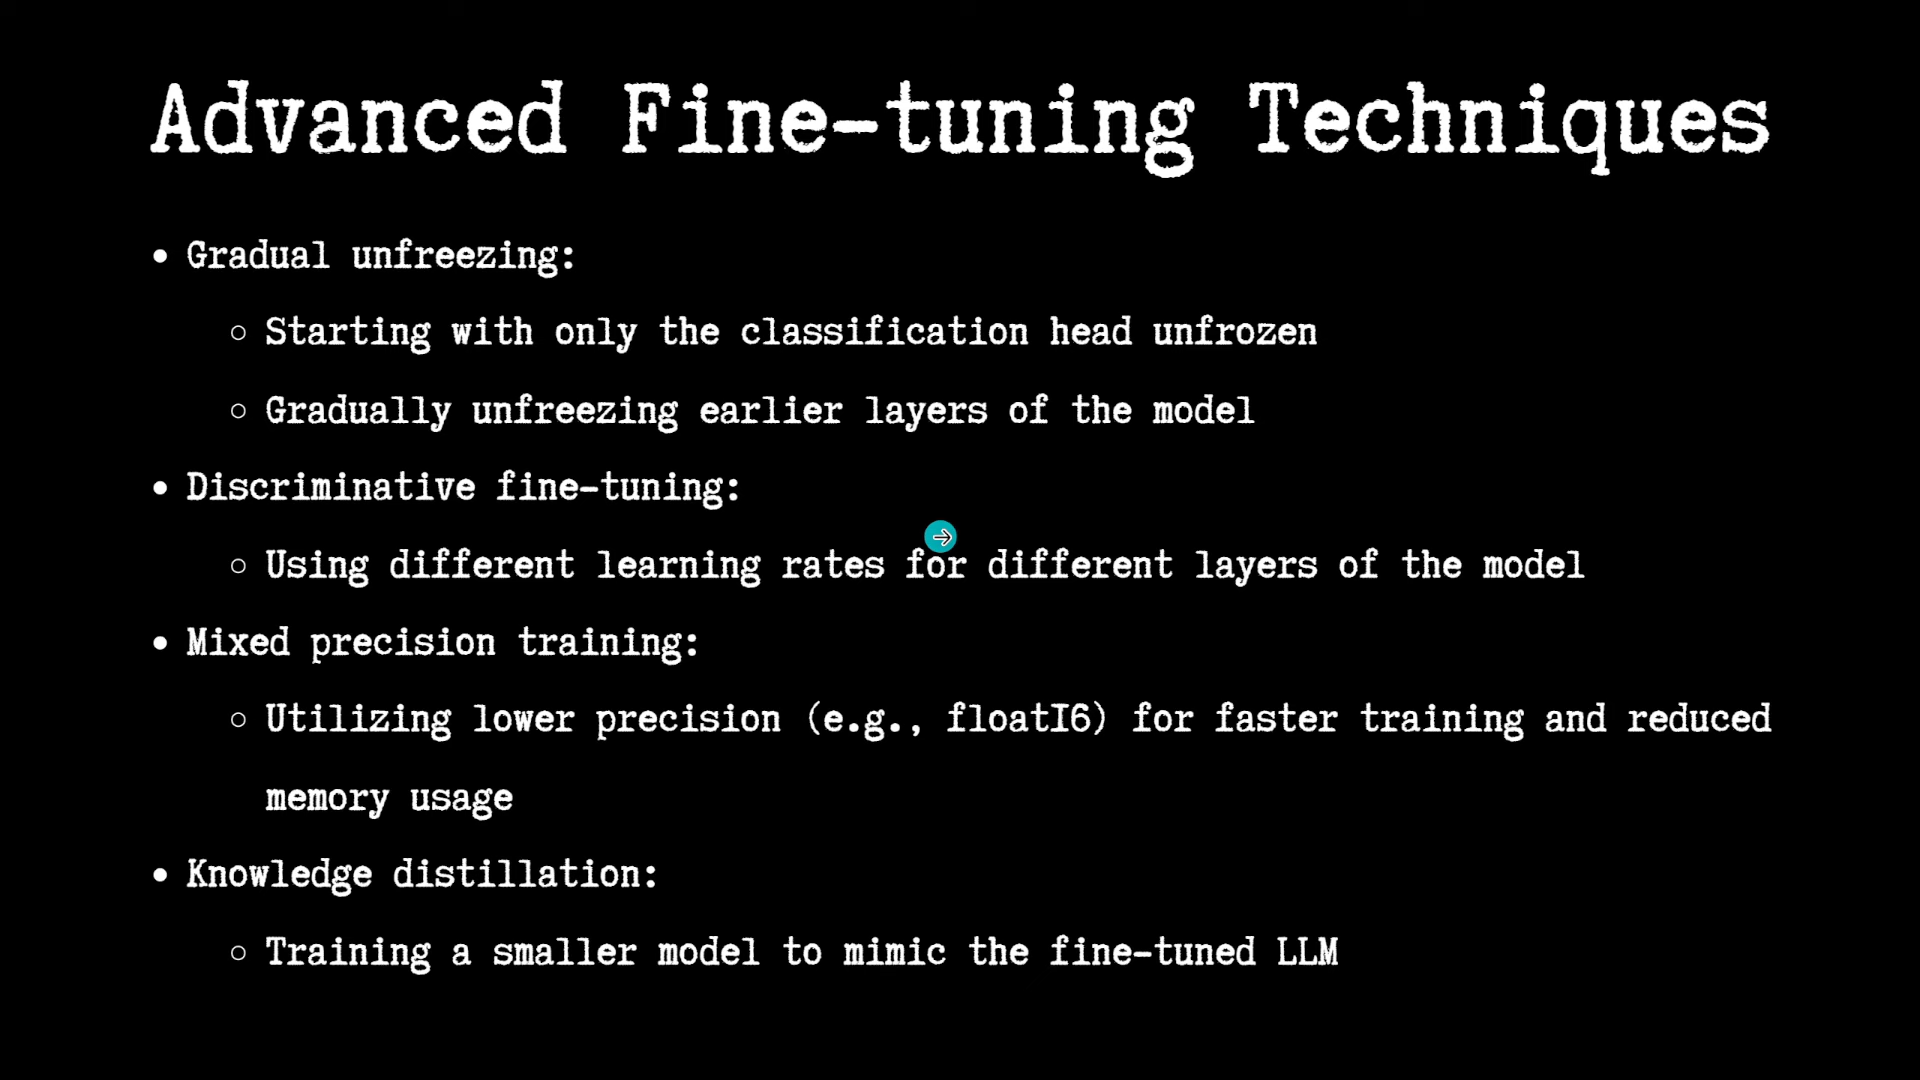 Advanced Fine-tuning Techniques
• Gradual unfreezing:
○ Starting with only the classification head unfrozen
○ Gradually unfreezing earlier layers of the model
• Discriminative fine-tuning:
○ Using different learning rates for different layers of the model
• Mixed precision training:
○ Utilizing lower precision (e.g., float16) for faster training and reduced
memory usage
• Knowledge distillation:
○ Training a smaller model to mimic the fine-tuned LLM